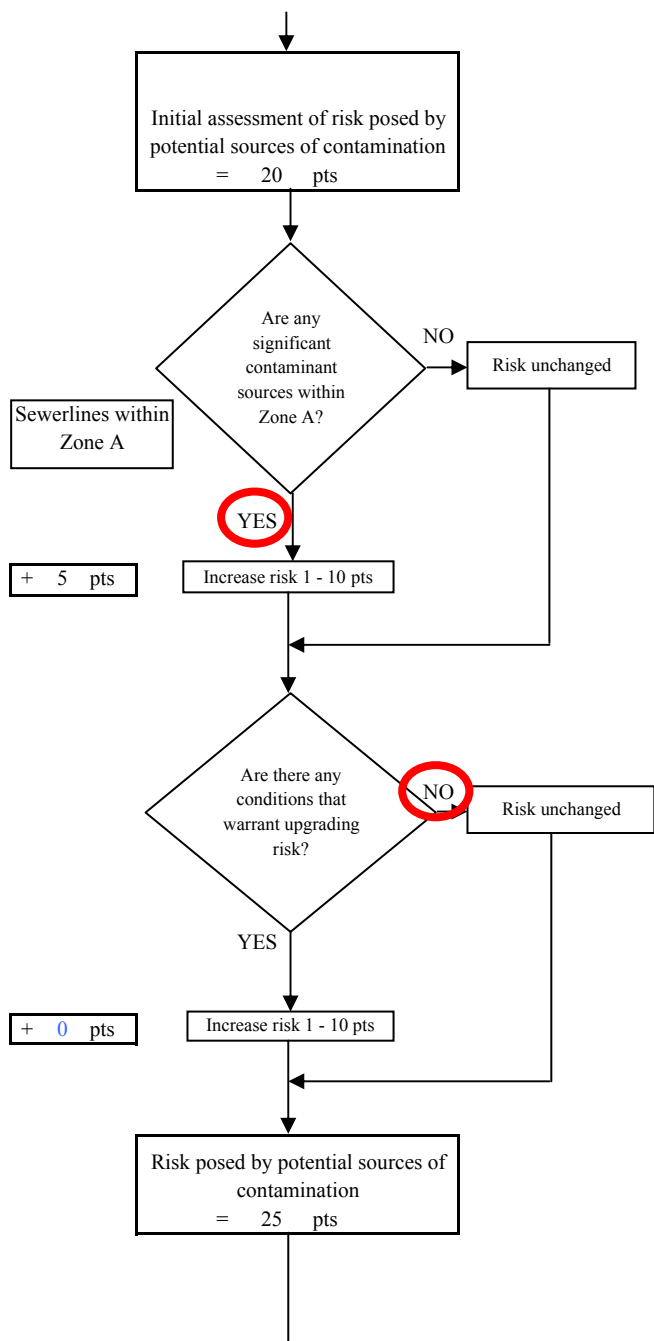 Initial assessment of risk posed by
potential sources of contamination
= 20 pts
Are any
significant
contaminant
sources within
Zone A?
NO
Risk unchanged
Sewerlines within
Zone A
YES
+ 5 pts
Increase risk 1 - 10 pts
Are there any
conditions that
warrant upgrading
risk?
NO
Risk unchanged
YES
+ 0 pts
Increase risk 1 - 10 pts
Risk posed by potential sources of
contamination
= 25 pts